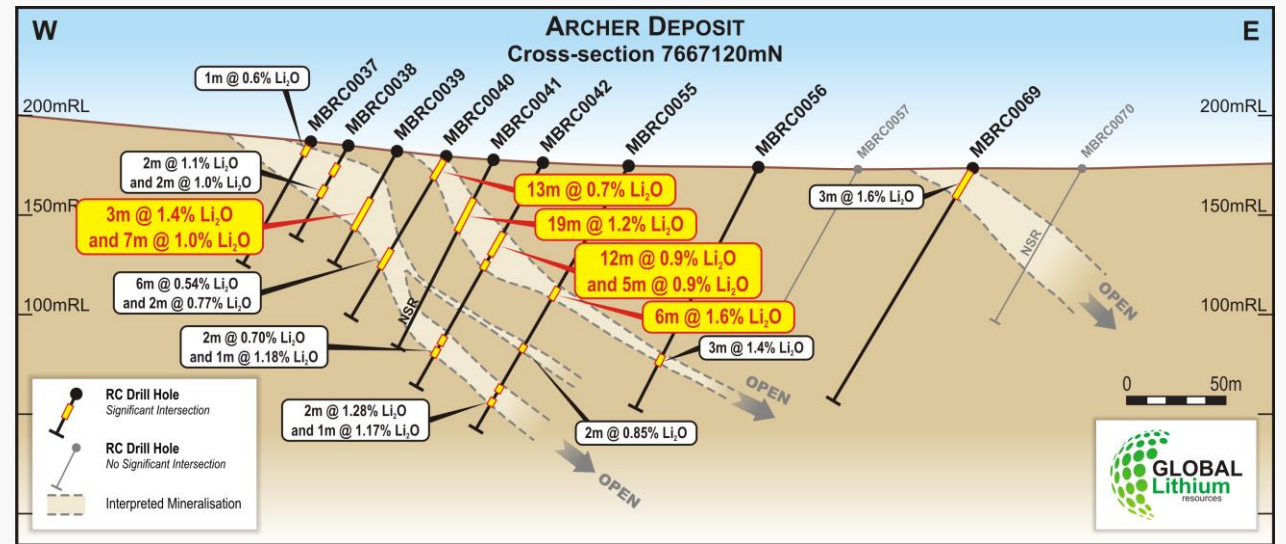 W
ARCHER DEPOSIT
E
Cross-section 7667120mN
200mRL
200mRL
1m @ 0.6% Li₂O
MBRC0037
MBRC0038
MBRC0039
MBRC0040
MBRC0041
MBRC0042
MBRC0055
MBRC0056
MBRC0057
MBRC0069
MBRC0070
2m @ 1.1% Li₂O
and 2m @ 1.0% Li₂O
13m @ 0.7% Li₂O
3m @ 1.6% Li₂O
150mRL
150mRL
3m @ 1.4% Li₂O
and 7m @ 1.0% Li₂O
19m @ 1.2% Li₂O
NSR
12m @ 0.9% Li₂O
and 5m @ 0.9% Li₂O
6m @ 0.54% Li₂O
and 2m @ 0.77% Li₂O
100mRL
100mRL
NSR
6m @ 1.6% Li₂O
OPEN
2m @ 0.70% Li₂O
and 1m @ 1.18% Li₂O
3m @ 1.4% Li₂O
OPEN
0 50m
2m @ 1.28% Li₂O
and 1m @ 1.17% Li₂O
2m @ 0.85% Li₂O
OPEN
RC Drill Hole
Significant Intersection
RC Drill Hole
No Significant Intersection
Interpreted Mineralisation
GLOBAL
Lithium
resources